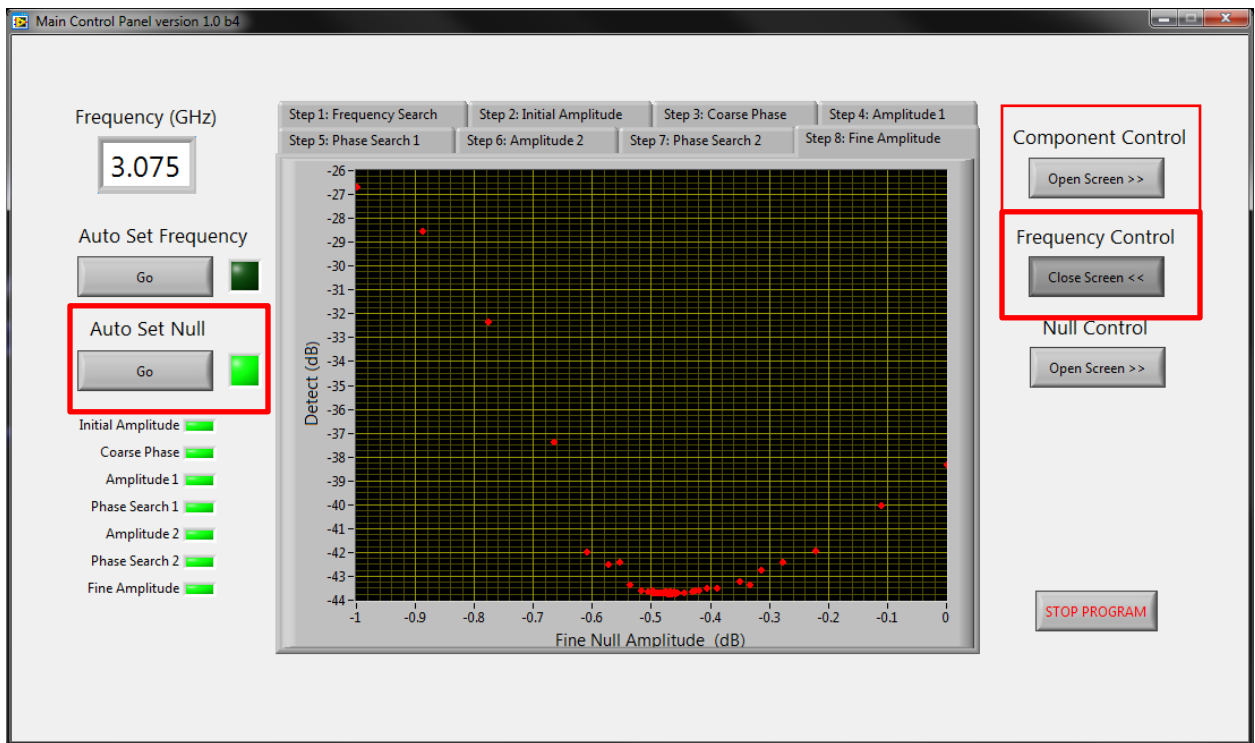 Main Control Panel version 1.0 b4
Frequency (GHz)
3.075
Auto Set Frequency
Go
Auto Set Null
Go
Initial Amplitude
Coarse Phase
Amplitude 1
Phase Search 1
Amplitude 2
Phase Search 2
Fine Amplitude
Step 1: Frequency Search
Step 2: Initial Amplitude
Step 3: Coarse Phase
Step 4: Amplitude 1
Step 5: Phase Search 1
Step 6: Amplitude 2
Step 7: Phase Search 2
Step 8: Fine Amplitude
Detect (dB)
-26
-27
-28
-29
-30
-31
-32
-33
-34
-35
-36
-37
-38
-39
-40
-41
-42
-43
-44
-1
-0.9
-0.8
-0.7
-0.6
-0.5
-0.4
-0.3
-0.2
-0.1
0
Fine Null Amplitude (dB)
Component Control
Open Screen >>
Frequency Control
Close Screen <<
Null Control
Open Screen >>
STOP PROGRAM